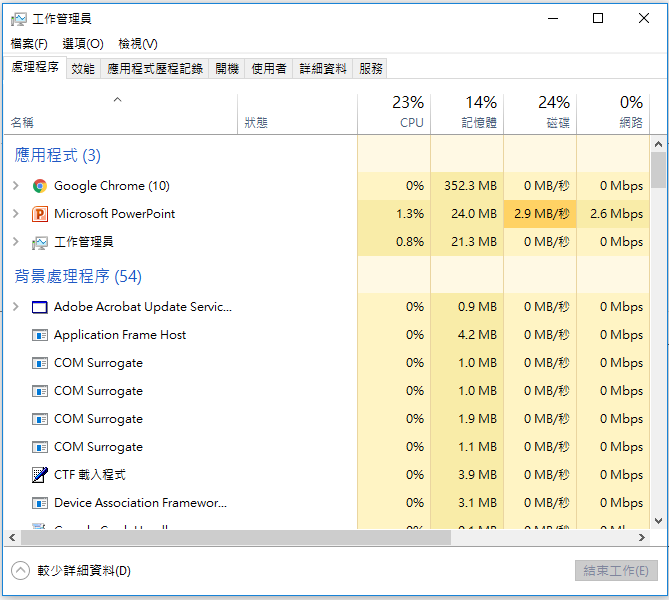 工作管理員
檔案(F) 選項(O) 檢視(V)
處理程序 效能 應用程式歷程記錄 開機 使用者 詳細資料 服務
23% 14% 24% 0%
名稱 狀態 CPU 記憶體 磁碟 網路
應用程式 (3)
Google Chrome (10) 0% 352.3 MB 0 MB/秒 0 Mbps
Microsoft PowerPoint 1.3% 24.0 MB 2.9 MB/秒 2.6 Mbps
工作管理員 0.8% 21.3 MB 0 MB/秒 0 Mbps
背景處理程序 (54)
Adobe Acrobat Update Servic... 0% 0.9 MB 0 MB/秒 0 Mbps
Application Frame Host 0% 4.2 MB 0 MB/秒 0 Mbps
COM Surrogate 0% 1.0 MB 0 MB/秒 0 Mbps
COM Surrogate 0% 1.0 MB 0 MB/秒 0 Mbps
COM Surrogate 0% 1.9 MB 0 MB/秒 0 Mbps
COM Surrogate 0% 1.1 MB 0 MB/秒 0 Mbps
CTF 載入程式 0% 3.9 MB 0 MB/秒 0 Mbps
Device Association Framewor... 0% 3.1 MB 0 MB/秒 0 Mbps
較少詳細資料(D) 結束工作(E)